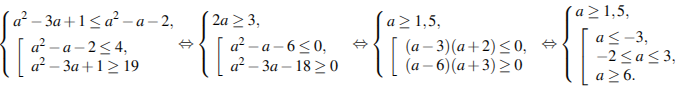 { a² − 3a + 1 ≤ a² − a − 2, [ a² − a − 2 ≤ 4, a² − 3a + 1 ≥ 19 ⇔ { 2a ≥ 3, [ a² − a − 6 ≤ 0, a² − 3a − 18 ≥ 0 ⇔ { a ≥ 1,5, [ (a − 3)(a + 2) ≤ 0, (a − 6)(a + 3) ≥ 0 ⇔ { a ≥ 1,5, [ a ≤ −3, −2 ≤ a ≤ 3, a ≥ 6.